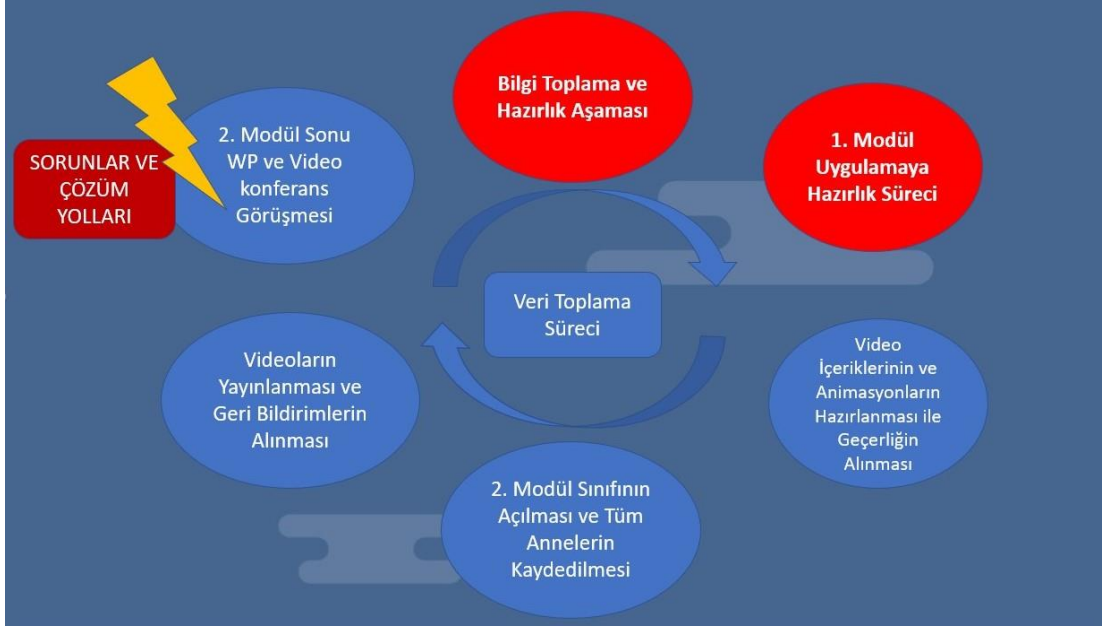 Bilgi Toplama ve
Hazırlık Aşaması
1. Modül
Uygulamaya
Hazırlık Süreci
Video
İçeriklerinin ve
Animasyonların
Hazırlanması ile
Geçerliğin
Alınması
2. Modül Sınıfının
Açılması ve Tüm
Annelerin
Kaydedilmesi
Videoların
Yayınlanması ve
Geri Bildirimlerin
Alınması
2. Modül Sonu
WP ve Video
konferans
Görüşmesi
SORUNLAR VE
ÇÖZÜM
YOLLARI
Veri Toplama
Süreci